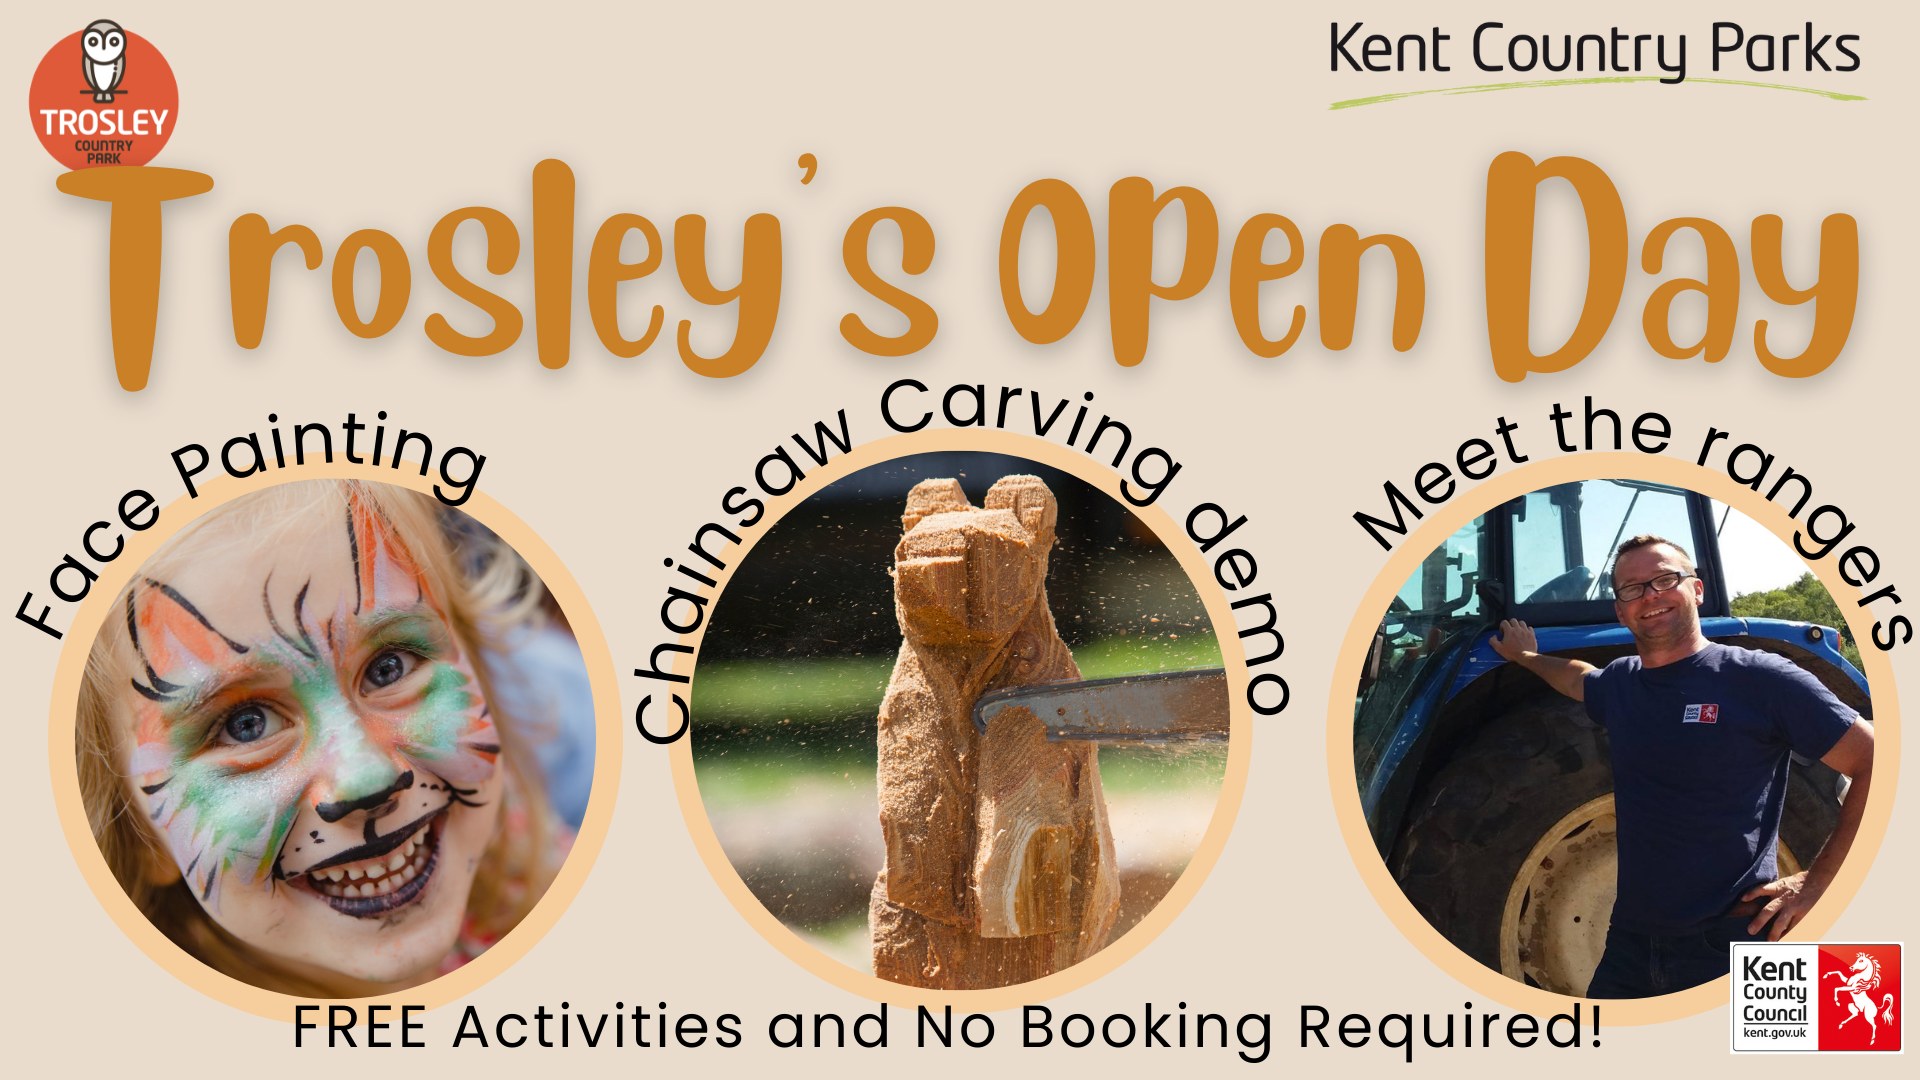 TROSLEY
COUNTRY
PARK
Kent Country Parks
Trosley's Open Day
Face Painting
Chainsaw Carving demo
Meet the rangers
FREE Activities and No Booking Required!
Kent
County
Council
kent.gov.uk